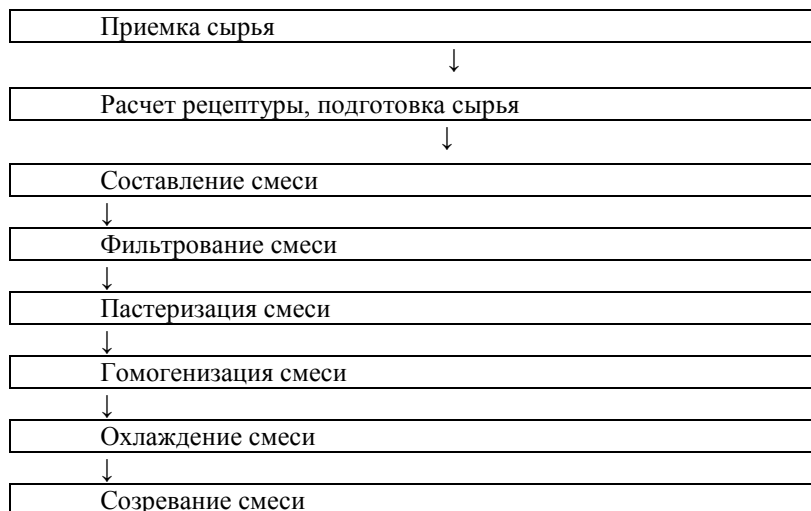 Приемка сырья
↓
Расчет рецептуры, подготовка сырья
↓
Составление смеси
↓
Фильтрование смеси
↓
Пастеризация смеси
↓
Гомогенизация смеси
↓
Охлаждение смеси
↓
Созревание смеси